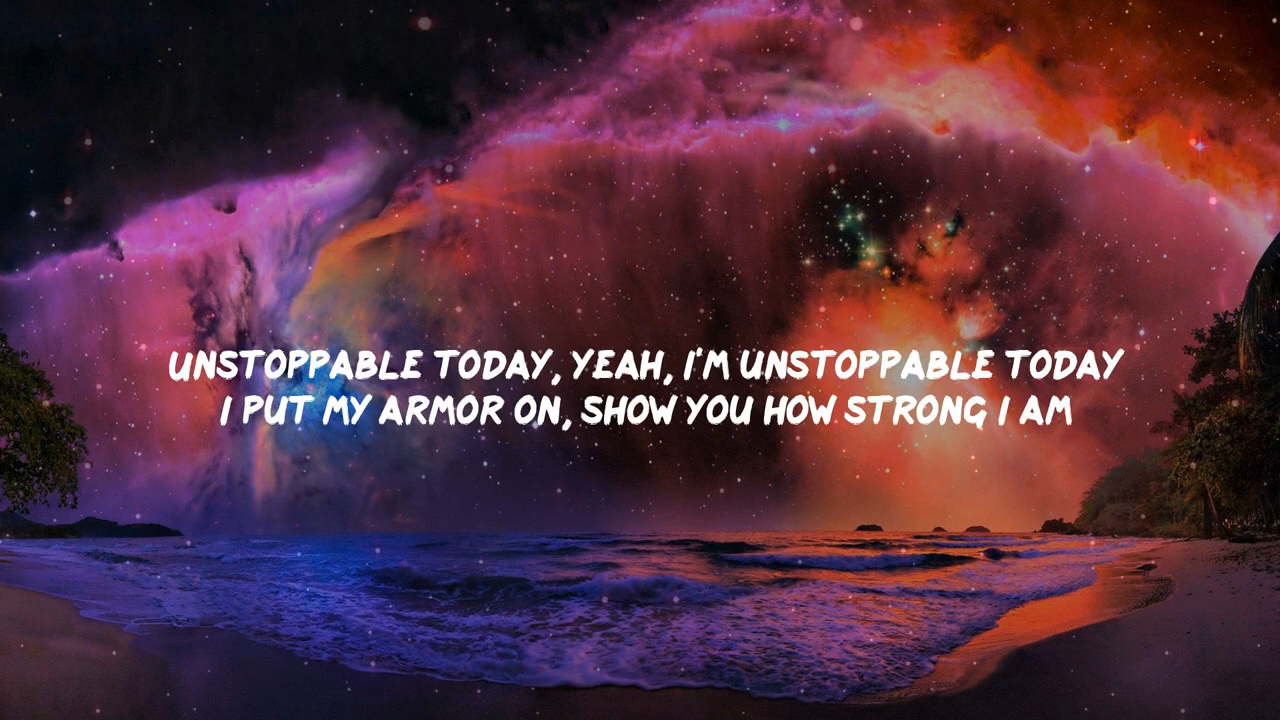 UNSTOPPABLE TODAY, YEAH, I'M UNSTOPPABLE TODAY
I PUT MY ARMOR ON, SHOW YOU HOW STRONG I AM